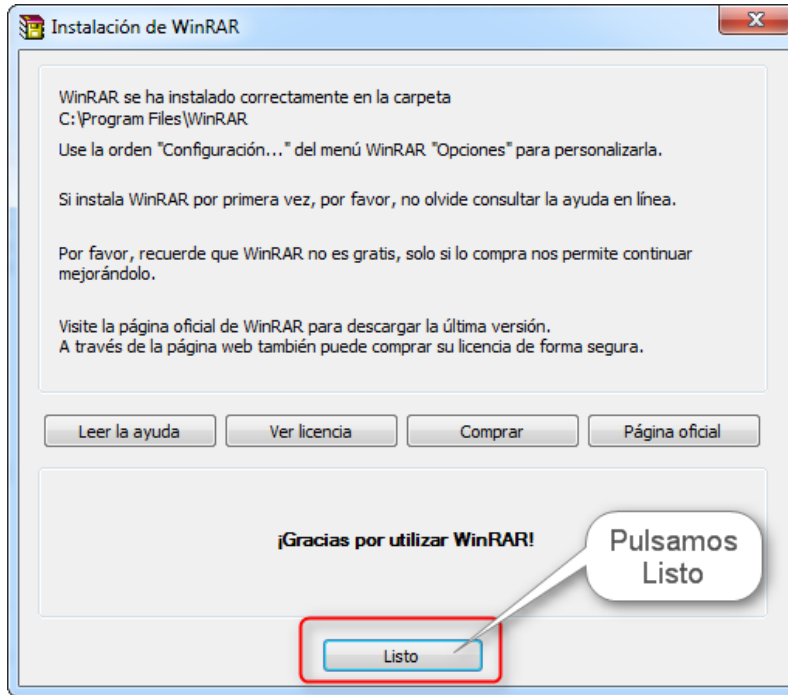 Instalación de WinRAR
WinRAR se ha instalado correctamente en la carpeta
C:\Program Files\WinRAR
Use la orden "Configuración..." del menú WinRAR "Opciones" para personalizarla.
Si instala WinRAR por primera vez, por favor, no olvide consultar la ayuda en línea.
Por favor, recuerde que WinRAR no es gratis, solo si lo compra nos permite continuar
mejorándolo.
Visite la página oficial de WinRAR para descargar la última versión.
A través de la página web también puede comprar su licencia de forma segura.
Leer la ayuda
Ver licencia
Comprar
Página oficial
¡Gracias por utilizar WinRAR!
Pulsamos
Listo
Listo